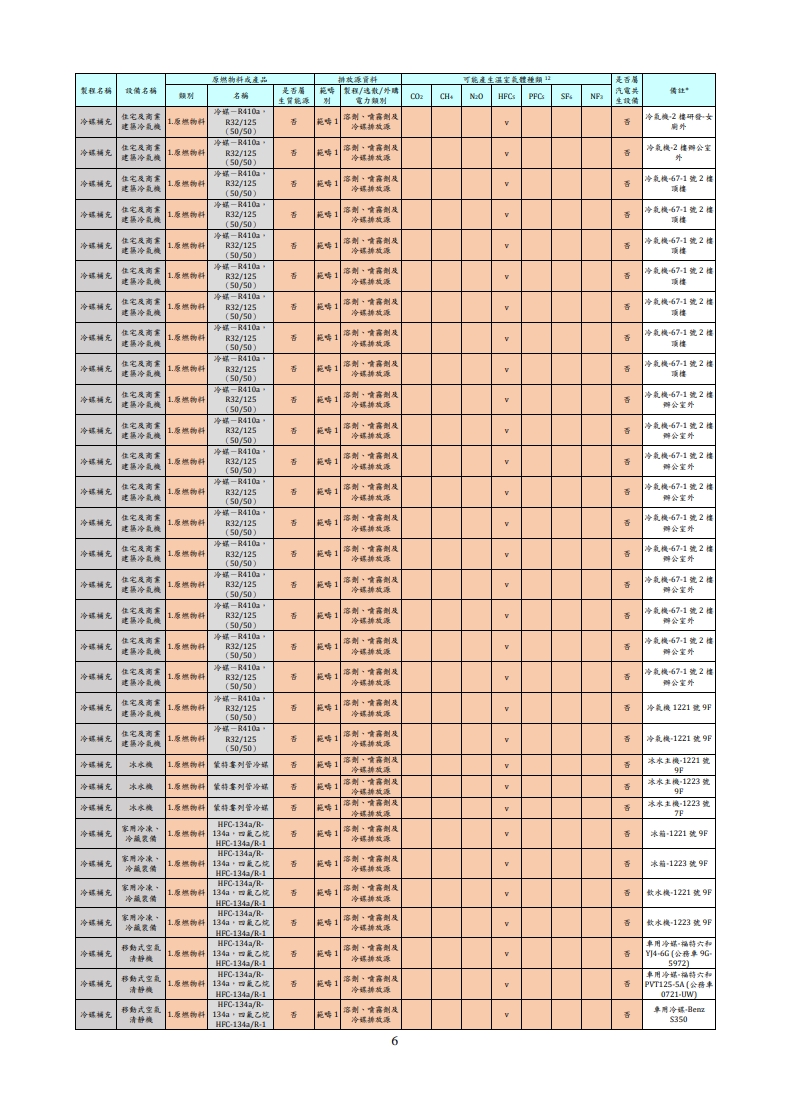 製程名稱 設備名稱 原燃物料或產品 排放源資料 可能產生溫室氣體種類 12 是否屬汽電共生設備 備註*
類別 名稱 是否屬生質能源 範疇別 製程/逸散/外購電力類別 CO2 CH4 N2O HFCs PFCs SF6 NF3
冷媒補充 住宅及商業建築冷氣機 1.原燃物料 冷媒－R410a，R32/125（50/50） 否 範疇 1 溶劑、噴霧劑及冷媒排放源 v 否 冷氣機-2 樓研發-女廁外
冷媒補充 住宅及商業建築冷氣機 1.原燃物料 冷媒－R410a，R32/125（50/50） 否 範疇 1 溶劑、噴霧劑及冷媒排放源 v 否 冷氣機-2 樓辦公室外
冷媒補充 住宅及商業建築冷氣機 1.原燃物料 冷媒－R410a，R32/125（50/50） 否 範疇 1 溶劑、噴霧劑及冷媒排放源 v 否 冷氣機-67-1 號 2 樓頂樓
冷媒補充 住宅及商業建築冷氣機 1.原燃物料 冷媒－R410a，R32/125（50/50） 否 範疇 1 溶劑、噴霧劑及冷媒排放源 v 否 冷氣機-67-1 號 2 樓頂樓
冷媒補充 住宅及商業建築冷氣機 1.原燃物料 冷媒－R410a，R32/125（50/50） 否 範疇 1 溶劑、噴霧劑及冷媒排放源 v 否 冷氣機-67-1 號 2 樓頂樓
冷媒補充 住宅及商業建築冷氣機 1.原燃物料 冷媒－R410a，R32/125（50/50） 否 範疇 1 溶劑、噴霧劑及冷媒排放源 v 否 冷氣機-67-1 號 2 樓頂樓
冷媒補充 住宅及商業建築冷氣機 1.原燃物料 冷媒－R410a，R32/125（50/50） 否 範疇 1 溶劑、噴霧劑及冷媒排放源 v 否 冷氣機-67-1 號 2 樓頂樓
冷媒補充 住宅及商業建築冷氣機 1.原燃物料 冷媒－R410a，R32/125（50/50） 否 範疇 1 溶劑、噴霧劑及冷媒排放源 v 否 冷氣機-67-1 號 2 樓頂樓
冷媒補充 住宅及商業建築冷氣機 1.原燃物料 冷媒－R410a，R32/125（50/50） 否 範疇 1 溶劑、噴霧劑及冷媒排放源 v 否 冷氣機-67-1 號 2 樓頂樓
冷媒補充 住宅及商業建築冷氣機 1.原燃物料 冷媒－R410a，R32/125（50/50） 否 範疇 1 溶劑、噴霧劑及冷媒排放源 v 否 冷氣機-67-1 號 2 樓辦公室外
冷媒補充 住宅及商業建築冷氣機 1.原燃物料 冷媒－R410a，R32/125（50/50） 否 範疇 1 溶劑、噴霧劑及冷媒排放源 v 否 冷氣機-67-1 號 2 樓辦公室外
冷媒補充 住宅及商業建築冷氣機 1.原燃物料 冷媒－R410a，R32/125（50/50） 否 範疇 1 溶劑、噴霧劑及冷媒排放源 v 否 冷氣機-67-1 號 2 樓辦公室外
冷媒補充 住宅及商業建築冷氣機 1.原燃物料 冷媒－R410a，R32/125（50/50） 否 範疇 1 溶劑、噴霧劑及冷媒排放源 v 否 冷氣機-67-1 號 2 樓辦公室外
冷媒補充 住宅及商業建築冷氣機 1.原燃物料 冷媒－R410a，R32/125（50/50） 否 範疇 1 溶劑、噴霧劑及冷媒排放源 v 否 冷氣機-67-1 號 2 樓辦公室外
冷媒補充 住宅及商業建築冷氣機 1.原燃物料 冷媒－R410a，R32/125（50/50） 否 範疇 1 溶劑、噴霧劑及冷媒排放源 v 否 冷氣機-67-1 號 2 樓辦公室外
冷媒補充 住宅及商業建築冷氣機 1.原燃物料 冷媒－R410a，R32/125（50/50） 否 範疇 1 溶劑、噴霧劑及冷媒排放源 v 否 冷氣機-67-1 號 2 樓辦公室外
冷媒補充 住宅及商業建築冷氣機 1.原燃物料 冷媒－R410a，R32/125（50/50） 否 範疇 1 溶劑、噴霧劑及冷媒排放源 v 否 冷氣機-67-1 號 2 樓辦公室外
冷媒補充 住宅及商業建築冷氣機 1.原燃物料 冷媒－R410a，R32/125（50/50） 否 範疇 1 溶劑、噴霧劑及冷媒排放源 v 否 冷氣機-67-1 號 2 樓辦公室外
冷媒補充 住宅及商業建築冷氣機 1.原燃物料 冷媒－R410a，R32/125（50/50） 否 範疇 1 溶劑、噴霧劑及冷媒排放源 v 否 冷氣機-67-1 號 2 樓辦公室外
冷媒補充 住宅及商業建築冷氣機 1.原燃物料 冷媒－R410a，R32/125（50/50） 否 範疇 1 溶劑、噴霧劑及冷媒排放源 v 否 冷氣機 1221 號 9F
冷媒補充 住宅及商業建築冷氣機 1.原燃物料 冷媒－R410a，R32/125（50/50） 否 範疇 1 溶劑、噴霧劑及冷媒排放源 v 否 冷氣機-1221 號 9F
冷媒補充 冰水機 1.原燃物料 蒙特婁列管冷媒 否 範疇 1 溶劑、噴霧劑及冷媒排放源 v 否 冰水主機-1221 號 9F
冷媒補充 冰水機 1.原燃物料 蒙特婁列管冷媒 否 範疇 1 溶劑、噴霧劑及冷媒排放源 v 否 冰水主機-1223 號 9F
冷媒補充 冰水機 1.原燃物料 蒙特婁列管冷媒 否 範疇 1 溶劑、噴霧劑及冷媒排放源 v 否 冰水主機-1223 號 7F
冷媒補充 家用冷凍、冷藏裝備 1.原燃物料 HFC-134a/R-134a，四氟乙烷 HFC-134a/R-1 否 範疇 1 溶劑、噴霧劑及冷媒排放源 v 否 冰箱-1221 號 9F
冷媒補充 家用冷凍、冷藏裝備 1.原燃物料 HFC-134a/R-134a，四氟乙烷 HFC-134a/R-1 否 範疇 1 溶劑、噴霧劑及冷媒排放源 v 否 冰箱-1223 號 9F
冷媒補充 家用冷凍、冷藏裝備 1.原燃物料 HFC-134a/R-134a，四氟乙烷 HFC-134a/R-1 否 範疇 1 溶劑、噴霧劑及冷媒排放源 v 否 飲水機-1221 號 9F
冷媒補充 家用冷凍、冷藏裝備 1.原燃物料 HFC-134a/R-134a，四氟乙烷 HFC-134a/R-1 否 範疇 1 溶劑、噴霧劑及冷媒排放源 v 否 飲水機-1223 號 9F
冷媒補充 移動式空氣清靜機 1.原燃物料 HFC-134a/R-134a，四氟乙烷 HFC-134a/R-1 否 範疇 1 溶劑、噴霧劑及冷媒排放源 v 否 車用冷媒-福特六和 YJ4-6G (公務車 9G-5972)
冷媒補充 移動式空氣清靜機 1.原燃物料 HFC-134a/R-134a，四氟乙烷 HFC-134a/R-1 否 範疇 1 溶劑、噴霧劑及冷媒排放源 v 否 車用冷媒-福特六和 PVT125-5A (公務車 0721-UW)
冷媒補充 移動式空氣清靜機 1.原燃物料 HFC-134a/R-134a，四氟乙烷 HFC-134a/R-1 否 範疇 1 溶劑、噴霧劑及冷媒排放源 v 否 車用冷媒-Benz S350
6